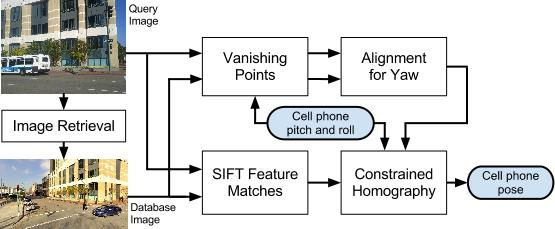 Query
Image
Vanishing
Points
Alignment
for Yaw
Image Retrieval
Cell phone
pitch and roll
SIFT Feature
Matches
Constrained
Homography
Cell phone
pose
Database
Image